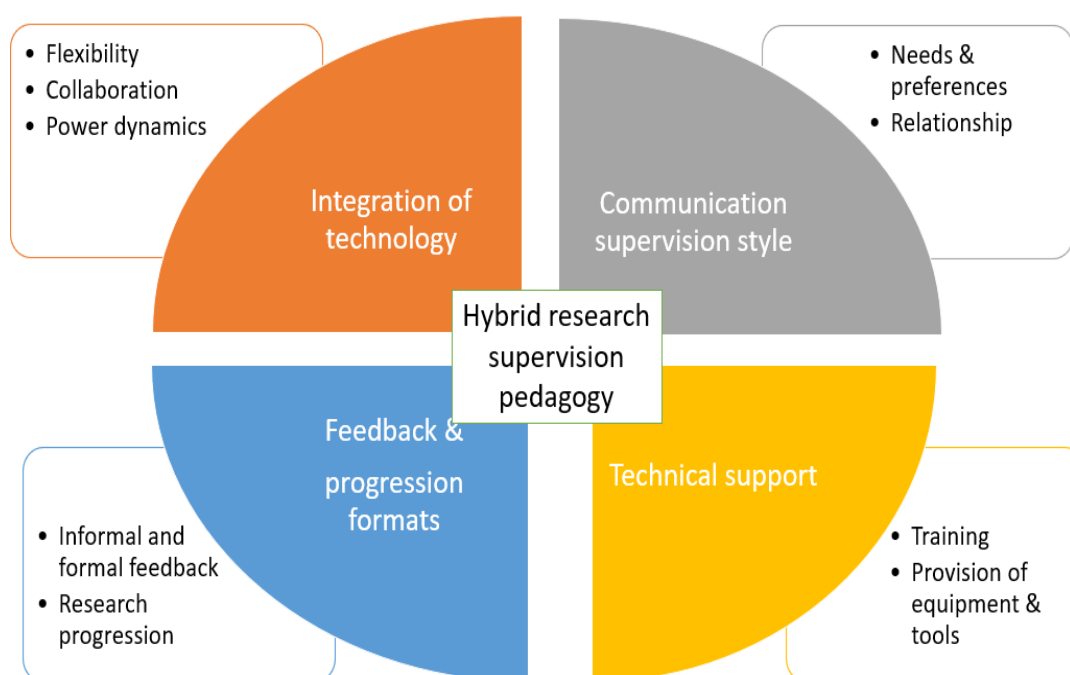 • Flexibility
• Collaboration
• Power dynamics
Integration of
technology
• Needs &
preferences
• Relationship
Communication
supervision style
Hybrid research
supervision
pedagogy
Feedback &
progression
formats
• Informal and
formal feedback
• Research
progression
Technical support
• Training
• Provision of
equipment &
tools